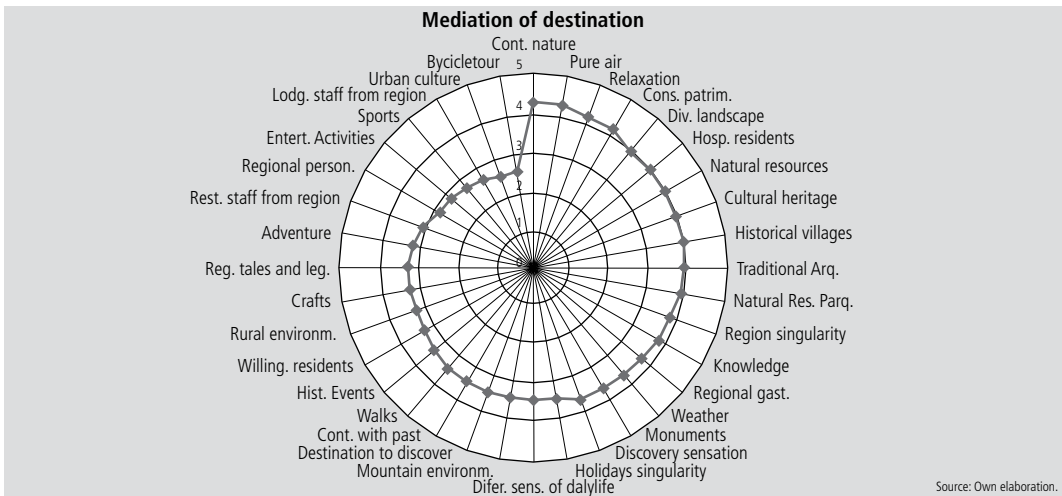 Mediation of destination
Cont. nature
Pure air
Relaxation
Cons. patrim.
Div. landscape
Hosp. residents
Natural resources
Cultural heritage
Historical villages
Traditional Arq.
Natural Res. Parq.
Region singularity
Knowledge
Regional gast.
Weather
Monuments
Discovery sensation
Holidays singularity
Difer. sens. of dalylife
Mountain environm.
Destination to discover
Cont. with past
Walks
Hist. Events
Willing. residents
Rural environm.
Crafts
Reg. tales and leg.
Adventure
Rest. staff from region
Regional person.
Entert. Activities
Sports
Lodg. staff from region
Urban culture
Bycicletour
5
4
3
2
1
0
Source: Own elaboration.